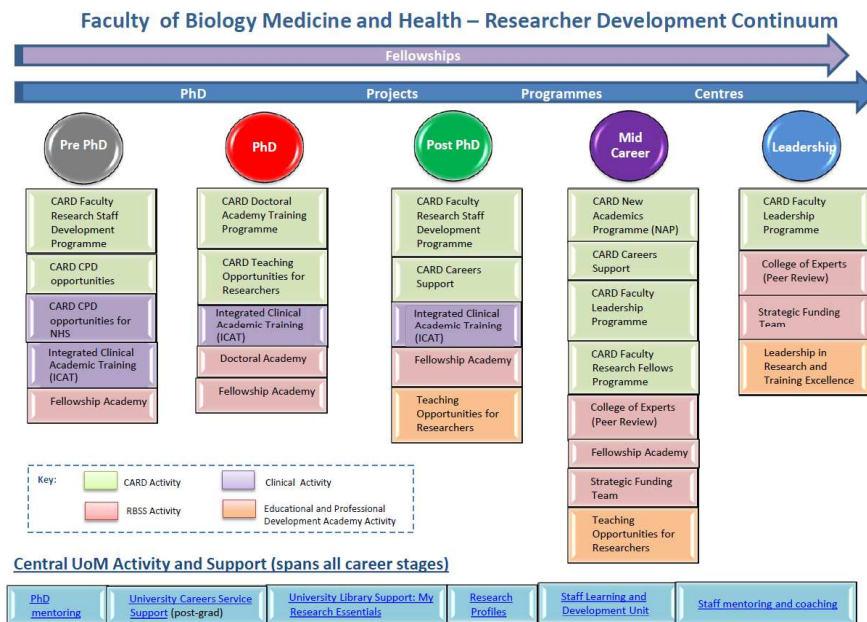 Faculty of Biology Medicine and Health – Researcher Development Continuum
Fellowships
PhD Projects Programmes Centres
Pre PhD
CARD Faculty
Research Staff
Development
Programme
CARD CPD
opportunities
CARD CPD
opportunities for
NHS
Integrated Clinical
Academic Training
(ICAT)
Fellowship Academy
PhD
CARD Doctoral
Academy Training
Programme
CARD Teaching
Opportunities for
Researchers
Integrated Clinical
Academic Training
(ICAT)
Doctoral Academy
Fellowship Academy
Post PhD
CARD Faculty
Research Staff
Development
Programme
CARD Careers
Support
Integrated Clinical
Academic Training
(ICAT)
Fellowship Academy
Teaching
Opportunities for
Researchers
Mid
Career
CARD New
Academics
Programme (NAP)
CARD Careers
Support
CARD Faculty
Leadership
Programme
CARD Faculty
Research Fellows
Programme
College of Experts
(Peer Review)
Fellowship Academy
Strategic Funding
Team
Teaching
Opportunities for
Researchers
Leadership
CARD Faculty
Leadership
Programme
College of Experts
(Peer Review)
Strategic Funding
Team
Leadership in
Research and
Training Excellence
Key:
CARD Activity
Clinical Activity
RBSS Activity
Educational and Professional
Development Academy Activity
Central UoM Activity and Support (spans all career stages)
PhD
mentoring
University Careers Service
Support (post-grad)
University Library Support: My
Research Essentials
Research
Profiles
Staff Learning and
Development Unit
Staff mentoring and coaching